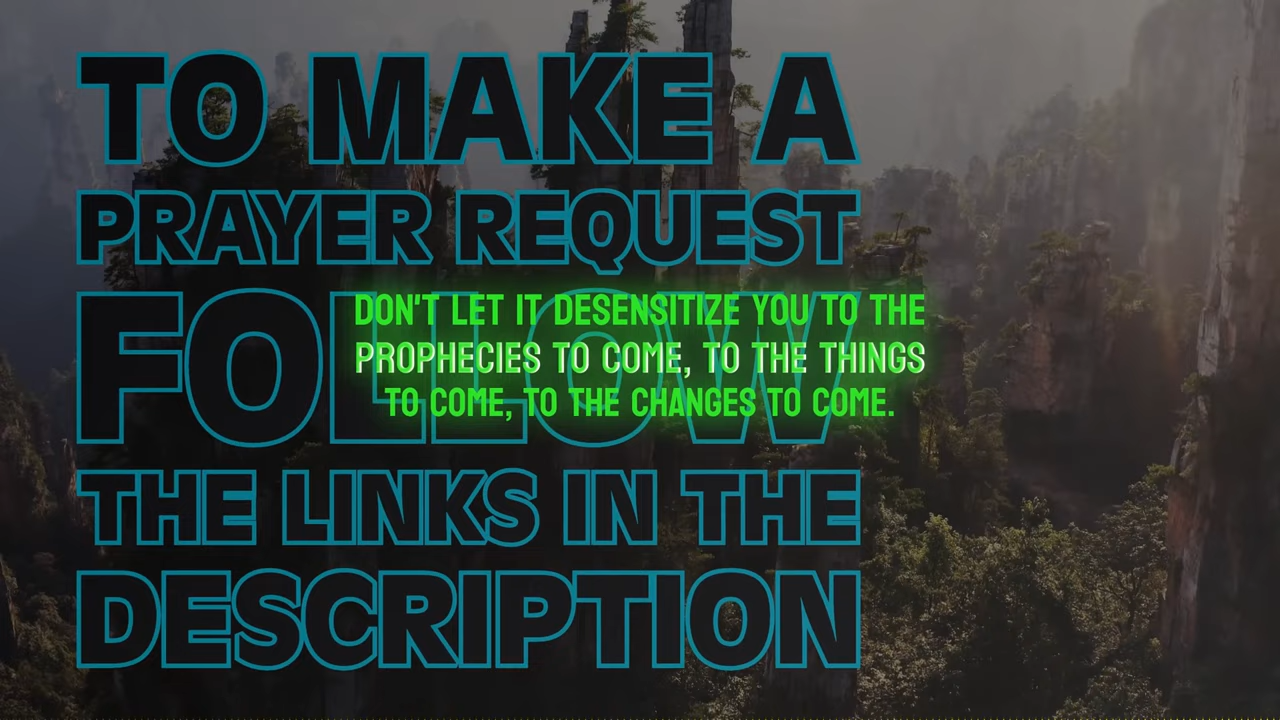 TO MAKE A
PRAYER REQUEST
FOLLOW
THE LINKS IN THE
DESCRIPTION
DON'T LET IT DESENSITIZE YOU TO THE
PROPHECIES TO COME, TO THE THINGS
TO COME, TO THE CHANGES TO COME.